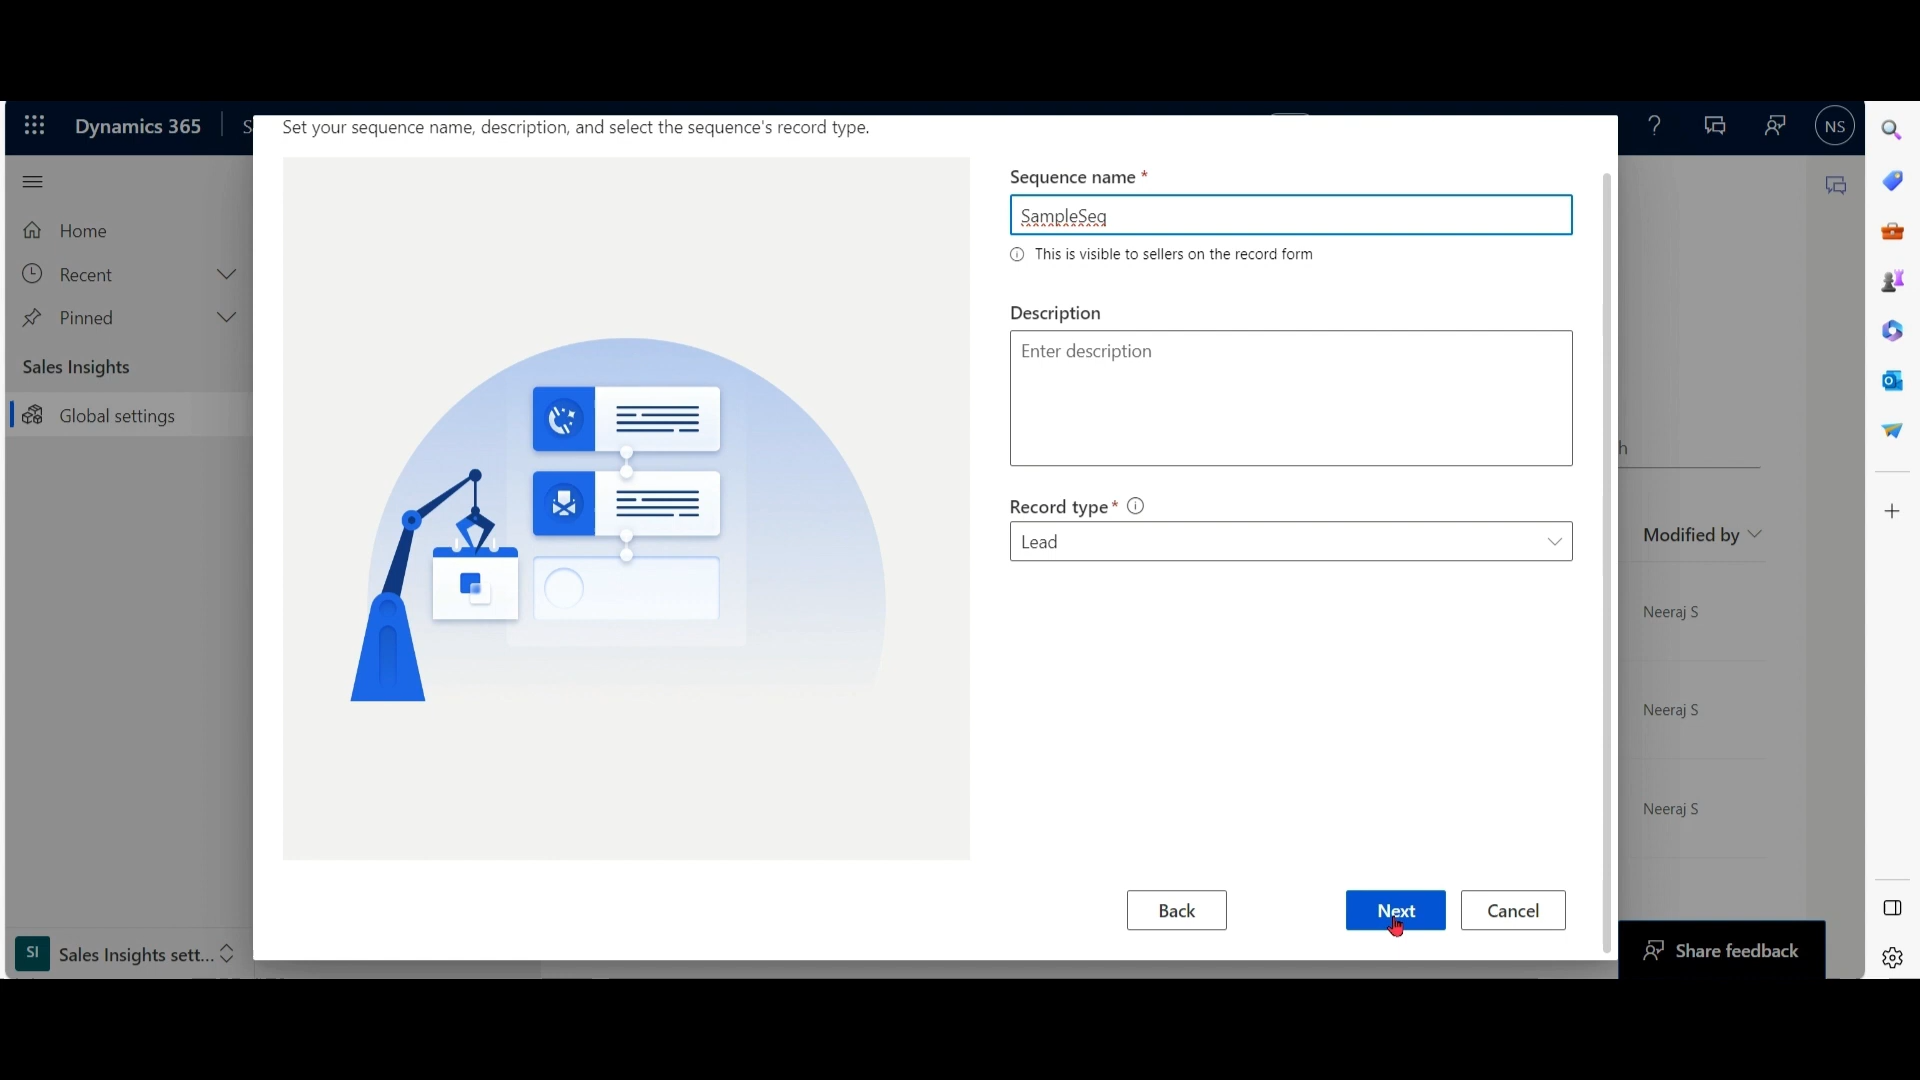 Dynamics 365
S
Set your sequence name, description, and select the sequence's record type.
?
NS
Home
Recent
Pinned
Sales Insights
Global settings
Sequence name *
SampleSeq
This is visible to sellers on the record form
Description
Enter description
Record type *
Lead
h
Modified by
Neeraj S
Neeraj S
Neeraj S
Back
Next
Cancel
SI
Sales Insights sett...
Share feedback